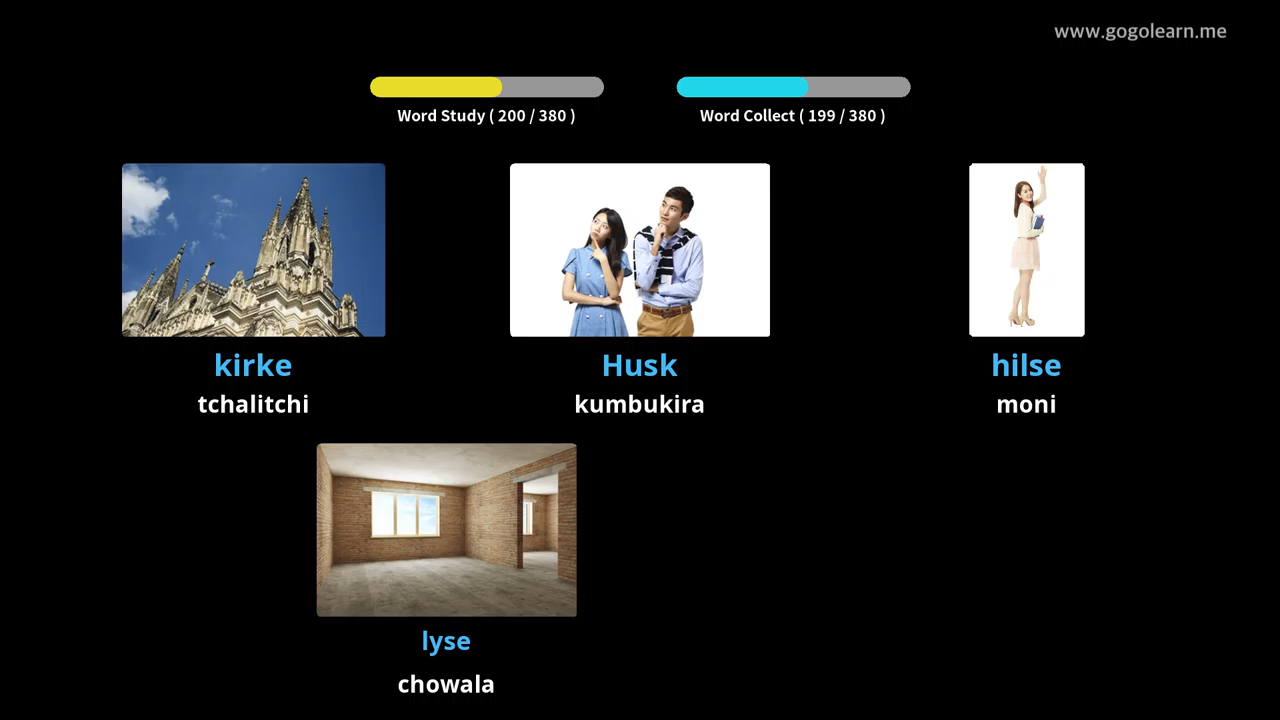 www.gogolearn.me
Word Study ( 200 / 380 )
Word Collect ( 199 / 380 )
kirke
tchalitchi
Husk
kumbukira
hilse
moni
lyse
chowala